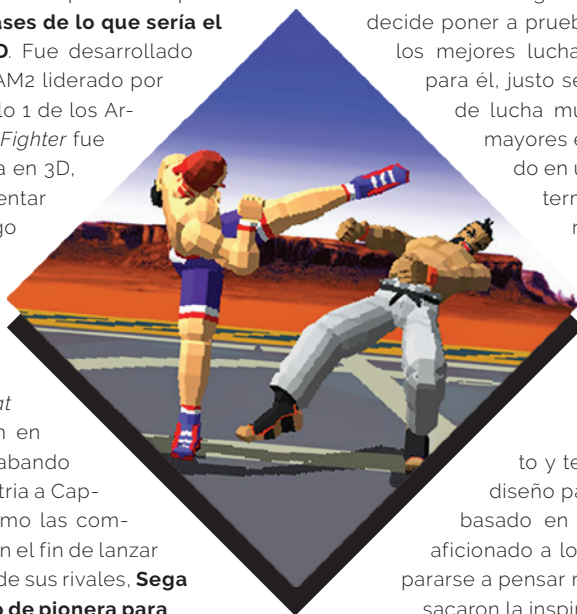 ases de lo que sería el
D. Fue desarrollado
AM2 liderado por
lo 1 de los Ar-
Fighter fue
a en 3D,
entar
go
at
n en
abando
tria a Cap-
mo las com-
n el fin de lanzar
de sus rivales, Sega
o de pionera para
decide poner a prueb
los mejores lucha
para él, justo se
de lucha mu
mayores e
do en u
tern
to y te
diseño pa
basado en
aficionado a lo
pararse a pensar r
sacaron la inspir